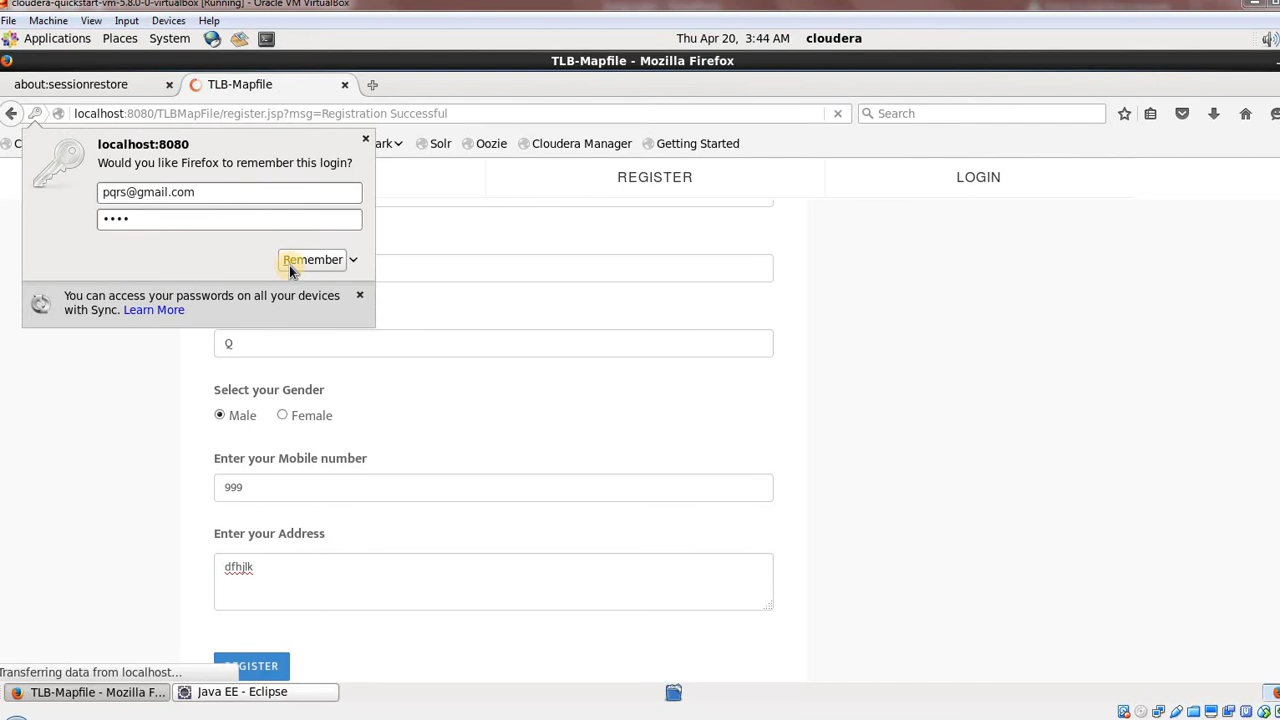 cloudera-quickstart-vm-5.8.0-0-virtualbox [Running] - Oracle VM VirtualBox
File Machine View Input Devices Help
Applications Places System Thu Apr 20, 3:44 AM cloudera
TLB-Mapfile - Mozilla Firefox
about:sessionrestore TLB-Mapfile
localhost:8080/TLBMapFile/register.jsp?msg=Registration Successful Search
Solr Oozie Cloudera Manager Getting Started
localhost:8080
Would you like Firefox to remember this login?
REGISTER LOGIN
pqrs@gmail.com
••••
Remember
You can access your passwords on all your devices
with Sync. Learn More
Q
Select your Gender
Male Female
Enter your Mobile number
999
Enter your Address
dfhjlk
REGISTER
Transferring data from localhost...
TLB-Mapfile - Mozilla F... Java EE - Eclipse